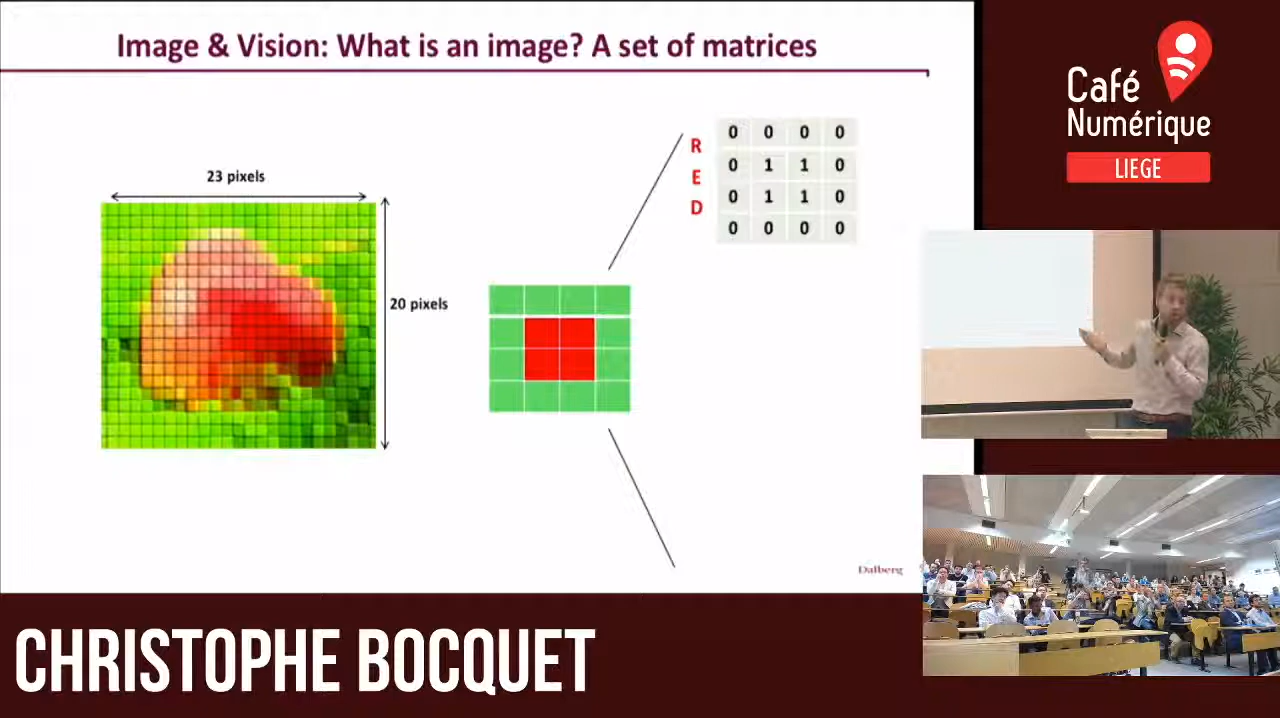 Image & Vision: What is an image? A set of matrices
23 pixels
20 pixels
R
E
D
0 0 0 0
0 1 1 0
0 1 1 0
0 0 0 0
Dalberg
Café
Numérique
LIEGE
CHRISTOPHE BOCQUET